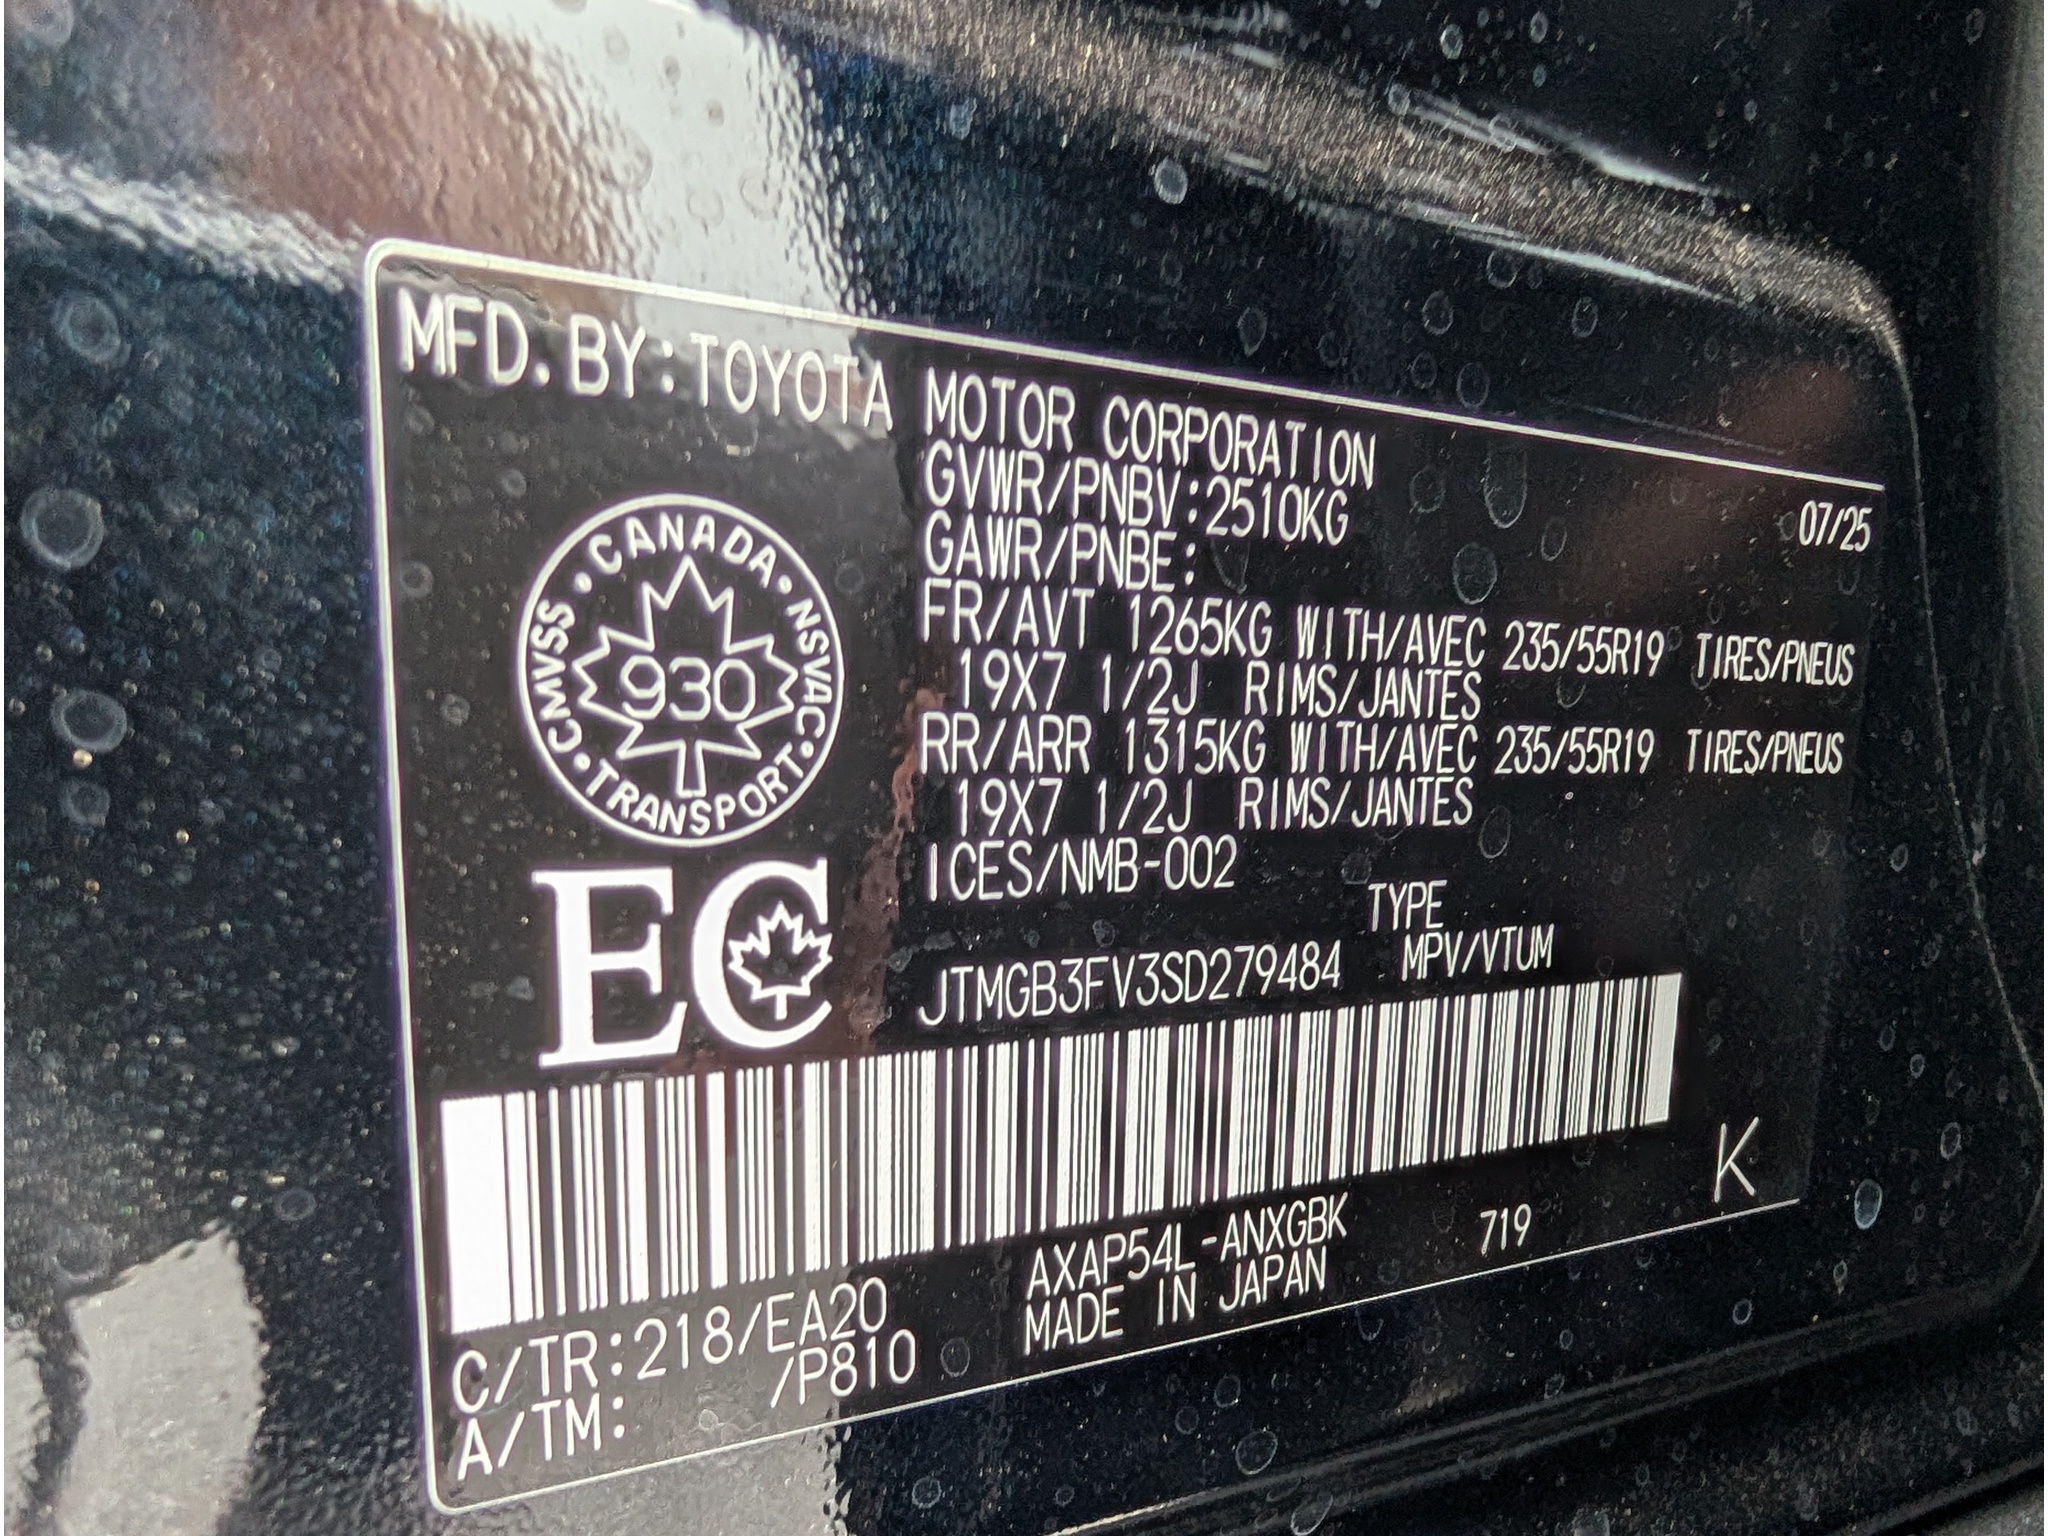 MFD. BY: TOYOTA MOTOR CORPORATION
07/25
GVWR/PNBV: 2510KG
GAWR/PNBE:
FR/AVT 1265KG WITH/AVEC 235/55R19 TIRES/PNEUS
19X7 1/2J RIMS/JANTES
RR/ARR 1315KG WITH/AVEC 235/55R19 TIRES/PNEUS
19X7 1/2J RIMS/JANTES
ICES/NMB-002
CMVSS • CANADA • NSVAC • TRANSPORT •
930
EC
TYPE
JTMGB3FV3SD279484 MPV/VTUM
K
AXAP54L-ANXGBK 719
MADE IN JAPAN
C/TR: 218/EA20
A/TM: /P810